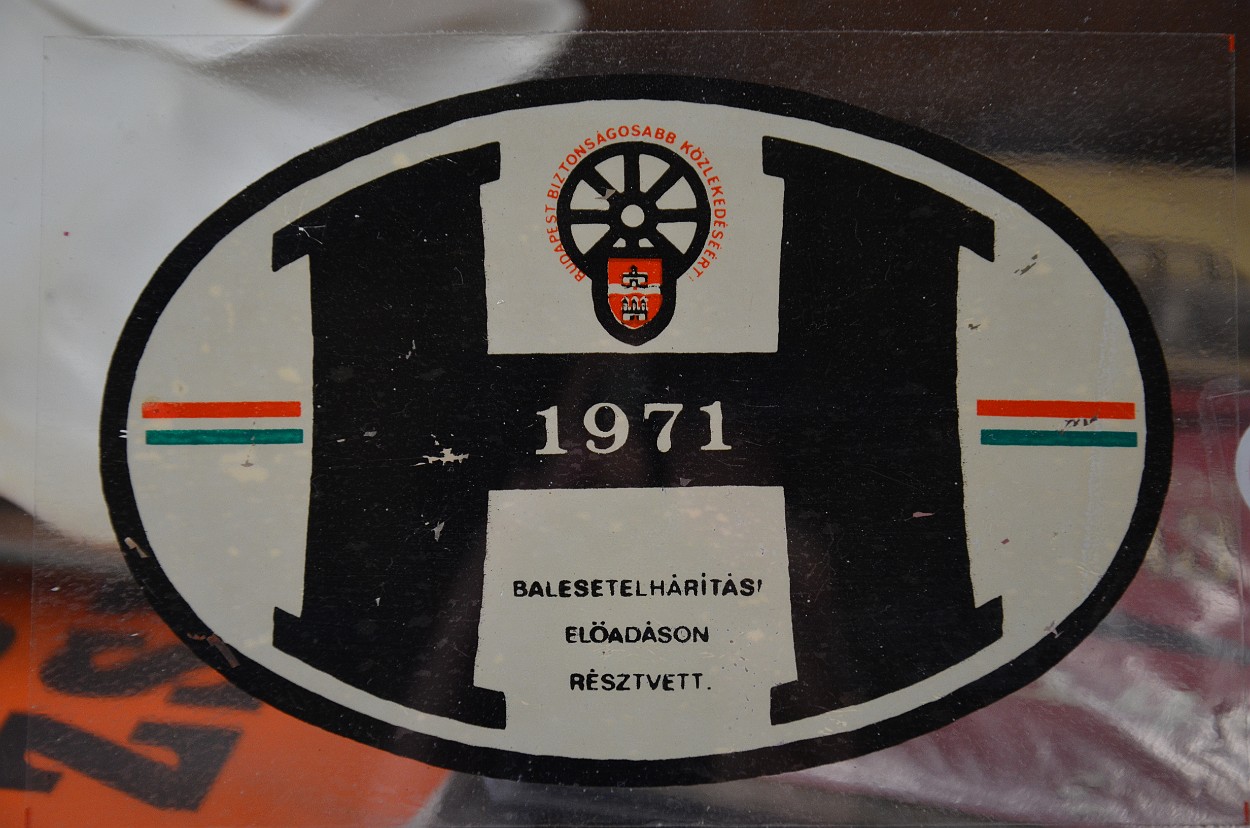 BUDAPEST BIZTONSÁGOSABB KÖZLEKEDÉSÉÉRT!
H
1971
BALESETELHÁRÍTÁSI
ELŐADÁSON
RÉSZTVETT.